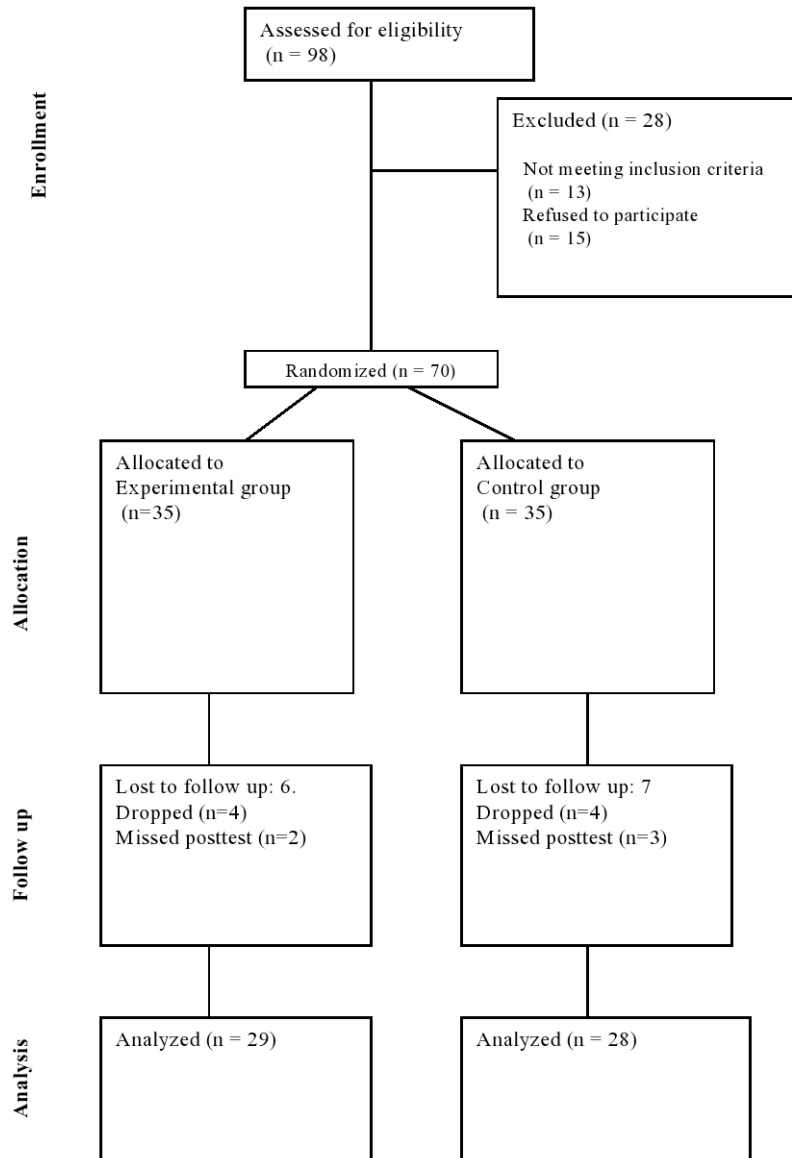 Assessed for eligibility
(n = 98)
Enrollment
Excluded (n = 28)
Not meeting inclusion criteria
(n = 13)
Refused to participate
(n = 15)
Randomized (n = 70)
Allocation
Allocated to
Experimental group
(n=35)
Allocated to
Control group
(n = 35)
Follow up
Lost to follow up: 6.
Dropped (n=4)
Missed posttest (n=2)
Lost to follow up: 7
Dropped (n=4)
Missed posttest (n=3)
Analysis
Analyzed (n = 29)
Analyzed (n = 28)